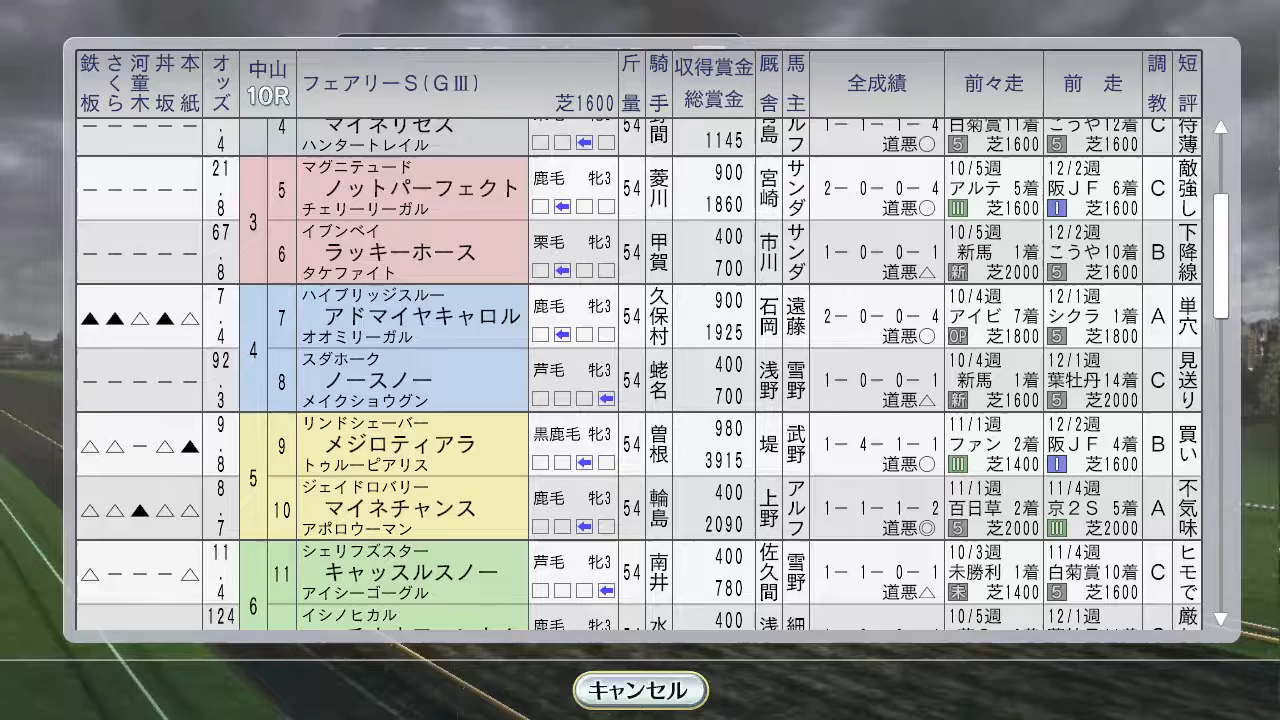 鉄板 さくら 河童木 丼坂 本紙 オッズ 中山 10R フェアリーS(GⅢ) 芝1600 斤量 騎手 収得賞金 総賞金 厩舎 馬主 全成績 前々走 前 走 調教 短評
－ － － － － .4 4 マイネリセス ハンタートレイル 54 間 1145 島 ルフ 1－ 1－ 1－ 4 道悪○ 白菊賞11着 5 芝1600 こうや12着 5 芝1600 C 待薄
－ － － － － 21.8 3 5 マグニテュード ノットパーフェクト チェリーリーガル 鹿毛 牝3 54 菱川 900 1860 宮崎 サンダ 2－ 0－ 0－ 4 道悪○ 10/5週 アルテ 5着 Ⅲ 芝1600 12/2週 阪JF 6着 Ⅰ 芝1600 C 敵強し
－ － － － － 67.8 6 イブンベイ ラッキーホース タケファイト 栗毛 牝3 54 甲賀 400 700 市川 サンダ 1－ 0－ 0－ 1 道悪△ 10/5週 新馬 1着 新 芝2000 12/2週 こうや10着 5 芝1600 B 下降線
▲ ▲ △ ▲ △ 7.4 4 7 ハイブリッジスルー アドマイヤキャロル オオミリーガル 鹿毛 牝3 54 久保村 900 1925 石岡 遠藤 2－ 0－ 0－ 4 道悪○ 10/4週 アイビ 7着 OP 芝1800 12/1週 シクラ 1着 5 芝1800 A 単穴
－ － － － － 92.3 8 スダホーク ノースノー メイクショウグン 芦毛 牝3 54 蛯名 400 700 浅野 雪野 1－ 0－ 0－ 1 道悪△ 10/4週 新馬 1着 新 芝1600 12/1週 葉牡丹14着 5 芝2000 C 見送り
△ △ － △ ▲ 9.8 5 9 リンドシェーバー メジロティアラ トゥルーピアリス 黒鹿毛 牝3 54 曽根 980 3915 堤 武野 1－ 4－ 1－ 1 道悪○ 11/1週 ファン 2着 Ⅲ 芝1400 12/2週 阪JF 4着 Ⅰ 芝1600 B 買い
△ △ ▲ △ △ 8.7 10 ジェイドロバリー マイネチャンス アポロウーマン 鹿毛 牝3 54 輪島 400 2090 上野 アルフ 1－ 1－ 1－ 2 道悪◎ 11/1週 百日草 2着 5 芝2000 11/4週 京2S 5着 Ⅲ 芝2000 A 不気味
△ － － － △ 11.4 6 11 シェリフズスター キャッスルスノー アイシーゴーグル 芦毛 牝3 54 南井 400 780 佐久間 雪野 1－ 1－ 0－ 1 道悪△ 10/3週 未勝利 1着 未 芝1400 11/4週 白菊賞10着 5 芝1600 C ヒモで
124 イシノヒカル 鹿毛 牝3 水 400 浅 細 10/5週 12/1週 厳
キャンセル